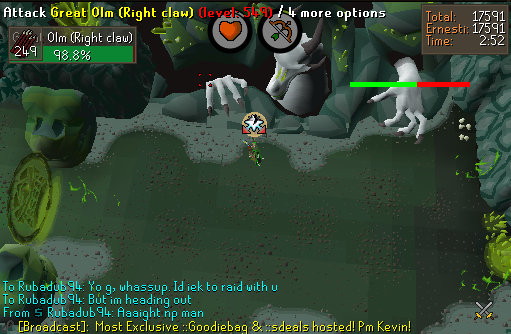 Attack Great Olm (Right claw) (level: 549) / 4 more options
Great Olm (Right claw)
249
98.8%
Total: 17591
Ernesti: 17591
Time: 2:52
To Rubadub94: Yo g, whassup. Id iek to raid with u
To Rubadub94: But im heading out
From S Rubadub94: Aaaight np man
[Broadcast]: Most Exclusive ::Goodiebag & ::sdeals hosted! Pm Kevin!